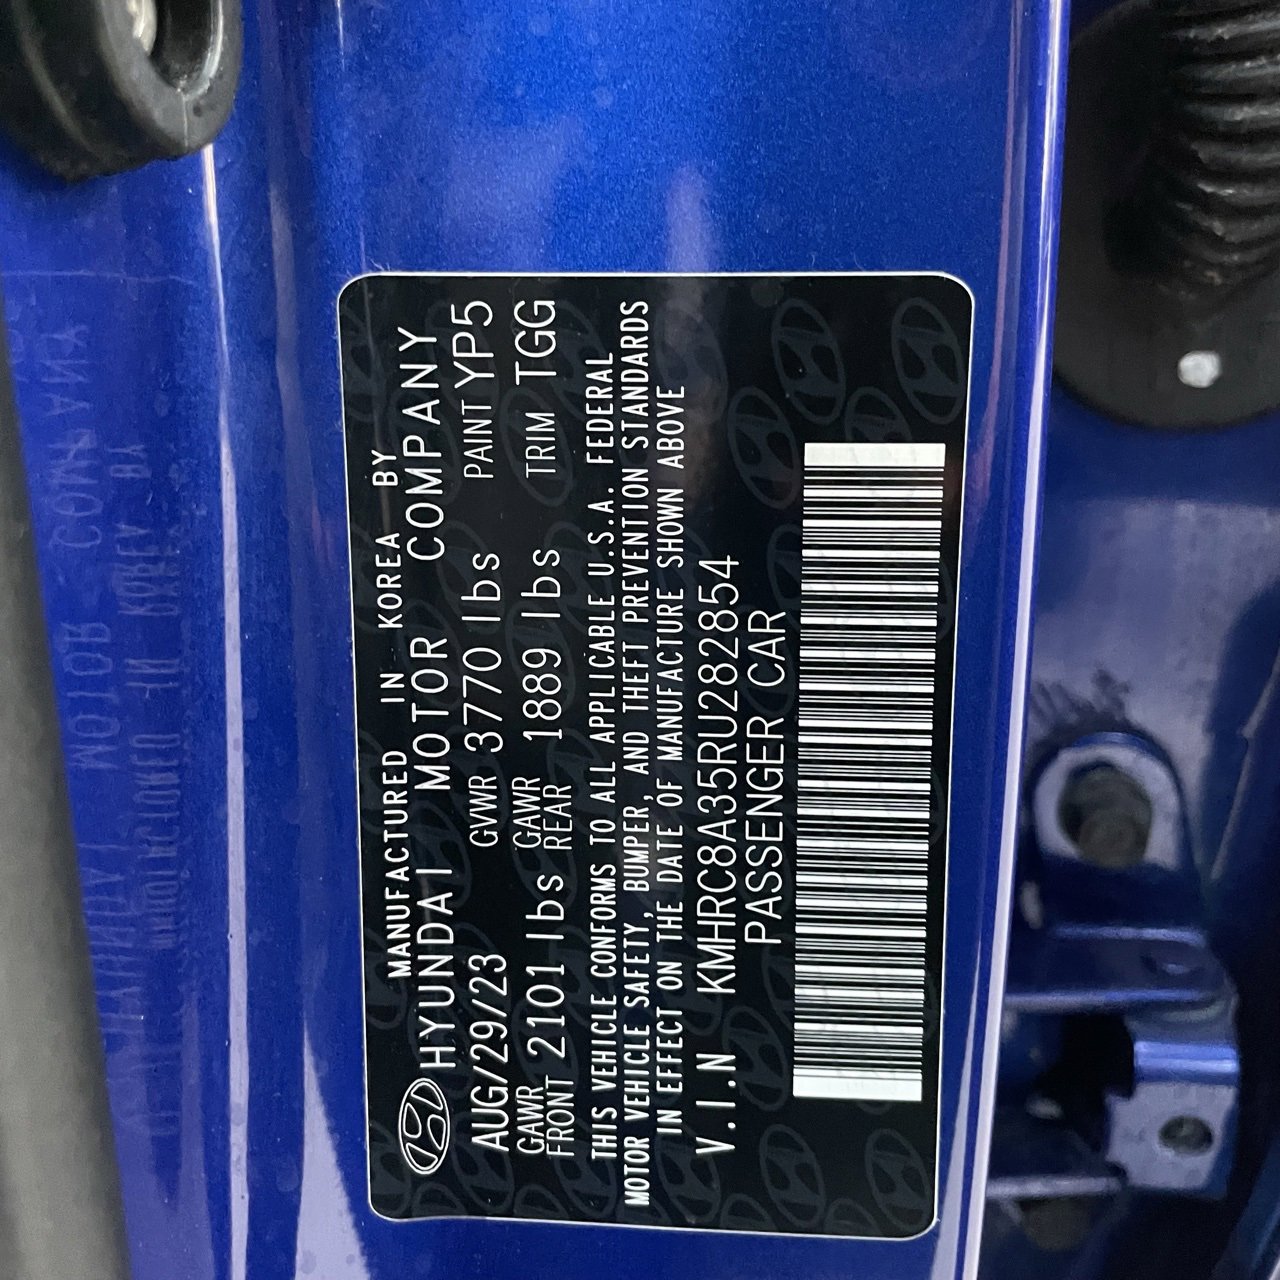 MANUFACTURED IN KOREA BY
HYUNDAI MOTOR COMPANY
AUG/29/23 GVWR 3770 lbs PAINT YP5
GAWR FRONT 2101 lbs GAWR REAR 1889 lbs TRIM TGG
THIS VEHICLE CONFORMS TO ALL APPLICABLE U.S.A. FEDERAL
MOTOR VEHICLE SAFETY, BUMPER, AND THEFT PREVENTION STANDARDS
IN EFFECT ON THE DATE OF MANUFACTURE SHOWN ABOVE
V.I.N KMHRC8A35RU282854
PASSENGER CAR